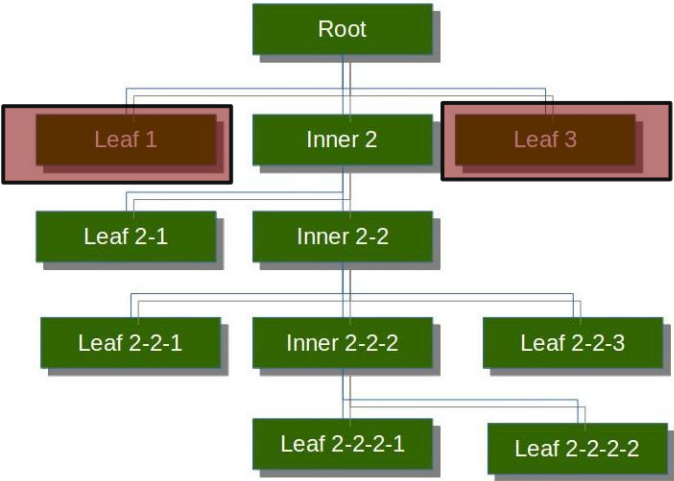 Root
Leaf 1
Inner 2
Leaf 3
Leaf 2-1
Inner 2-2
Leaf 2-2-1
Inner 2-2-2
Leaf 2-2-3
Leaf 2-2-2-1
Leaf 2-2-2-2